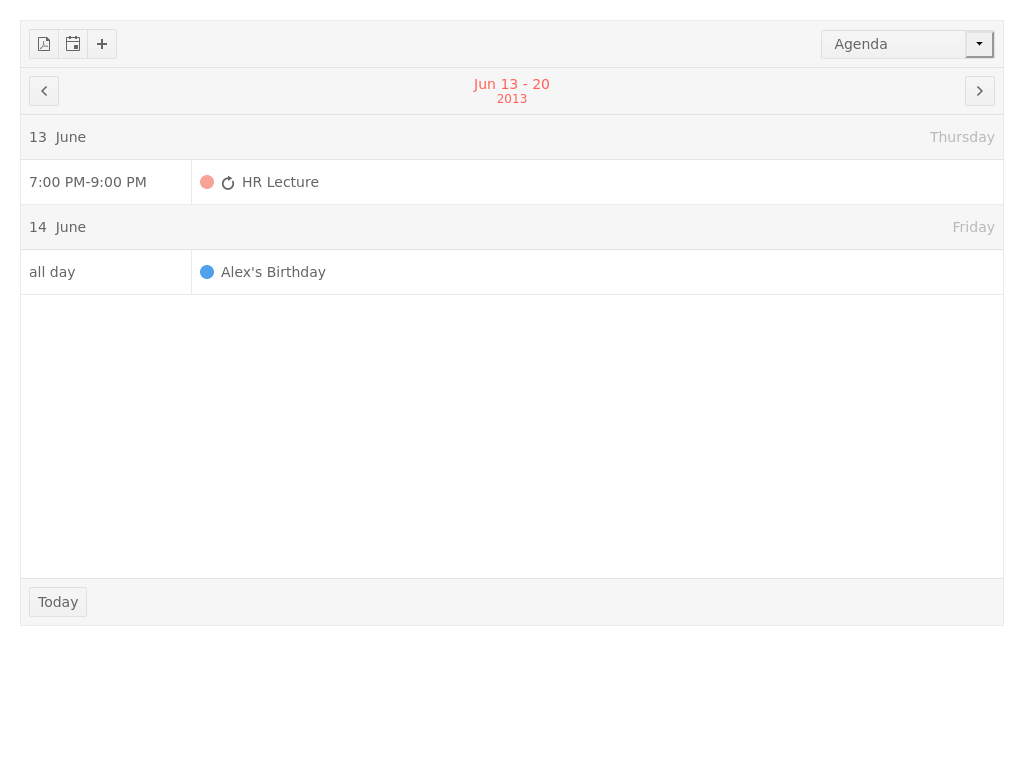 Agenda
Jun 13 - 20
2013
13 June Thursday
7:00 PM-9:00 PM HR Lecture
14 June Friday
all day Alex's Birthday
Today